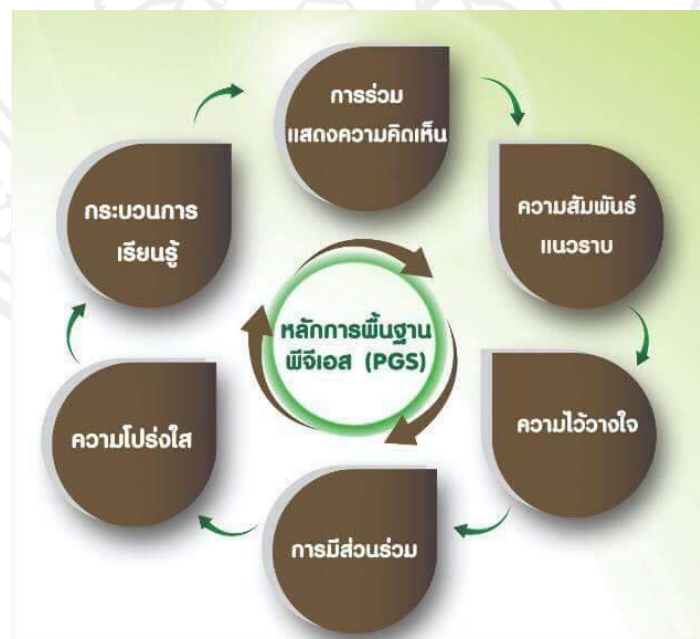 การร่วม
แสดงความคิดเห็น
ความสัมพันธ์
แนวราบ
ความไว้วางใจ
การมีส่วนร่วม
ความโปร่งใส
กระบวนการ
เรียนรู้
หลักการพื้นฐาน
พีจีเอส (PGS)